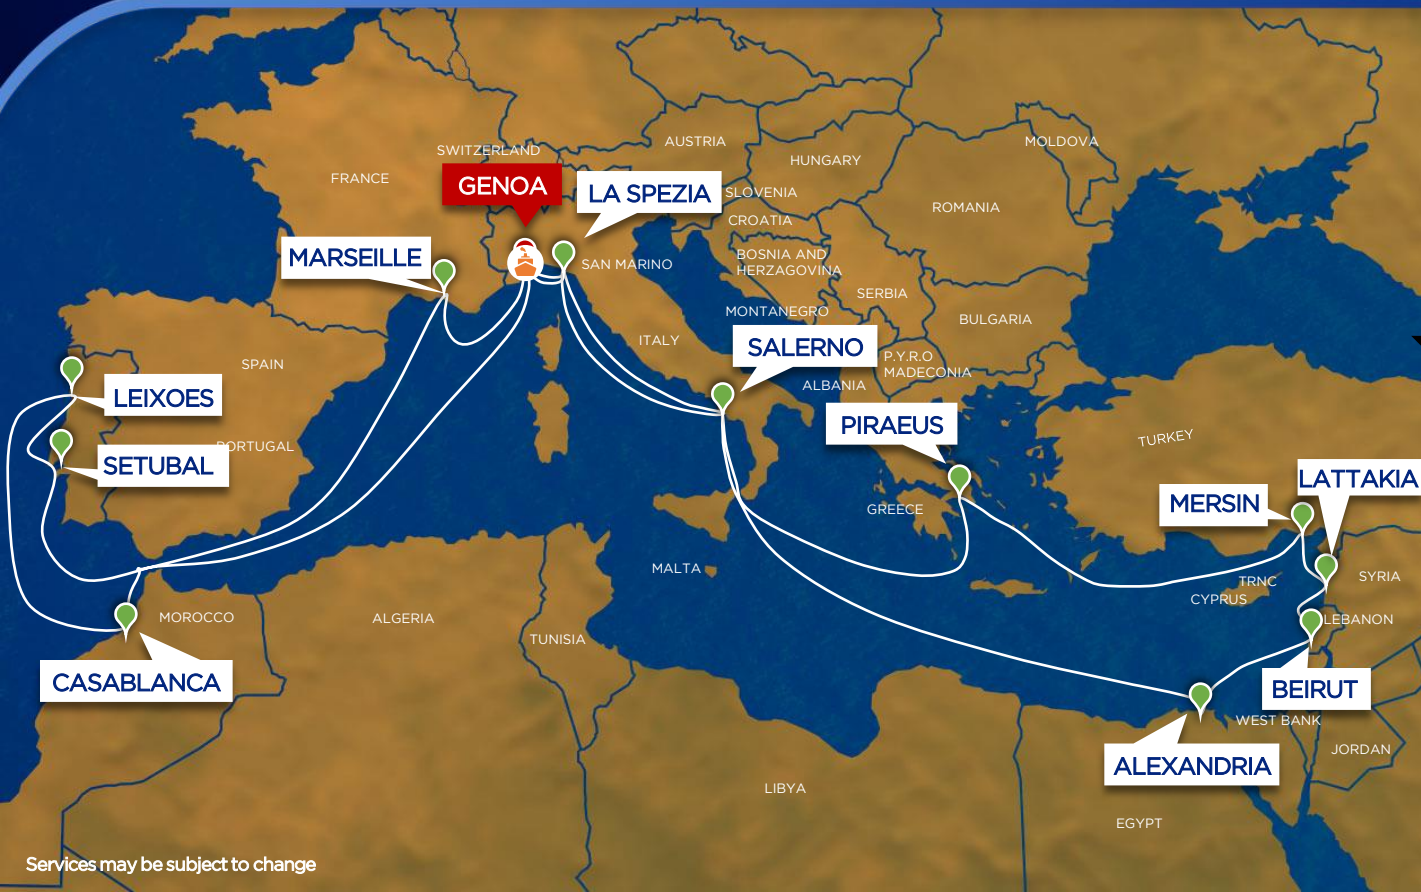 MOLDOVA
AUSTRIA
SWITZERLAND
HUNGARY
FRANCE
GENOA
LA SPEZIA
SLOVENIA
ROMANIA
CROATIA
MARSEILLE
SAN MARINO
BOSNIA AND
HERZAGOVINA
SERBIA
MONTANEGRO
BULGARIA
ITALY
SALERNO
SPAIN
P.Y.R.O
MADECONIA
ALBANIA
LEIXOES
PIRAEUS
TURKEY
PORTUGAL
SETUBAL
LATTAKIA
MERSIN
GREECE
MALTA
SYRIA
TRNC
CYPRUS
MOROCCO
ALGERIA
LEBANON
TUNISIA
CASABLANCA
BEIRUT
WEST BANK
JORDAN
ALEXANDRIA
LIBYA
EGYPT
Services may be subject to change